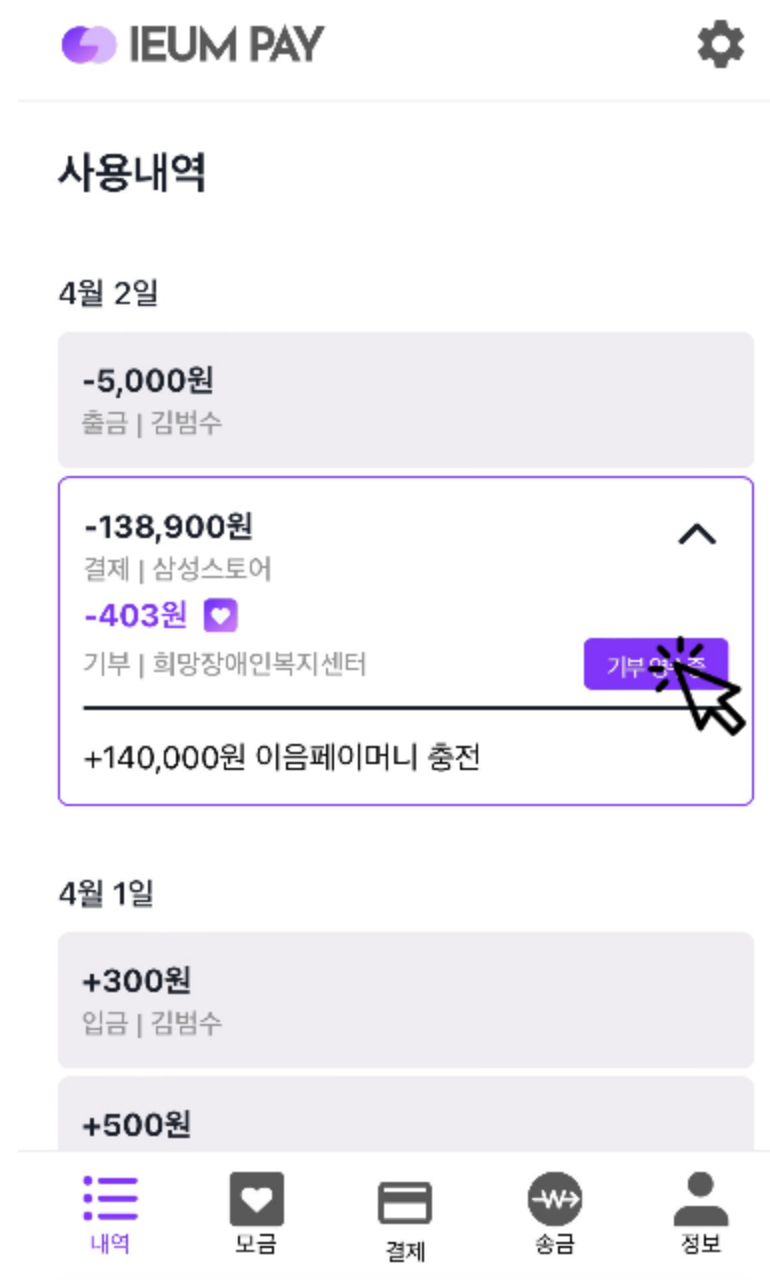 IEUM PAY
사용내역
4월 2일
-5,000원
출금 | 김범수
-138,900원
결제 | 삼성스토어
-403원
기부 | 희망장애인복지센터
기부 영수증
+140,000원 이음페이머니 충전
4월 1일
+300원
입금 | 김범수
+500원
내역
모금
결제
송금
정보